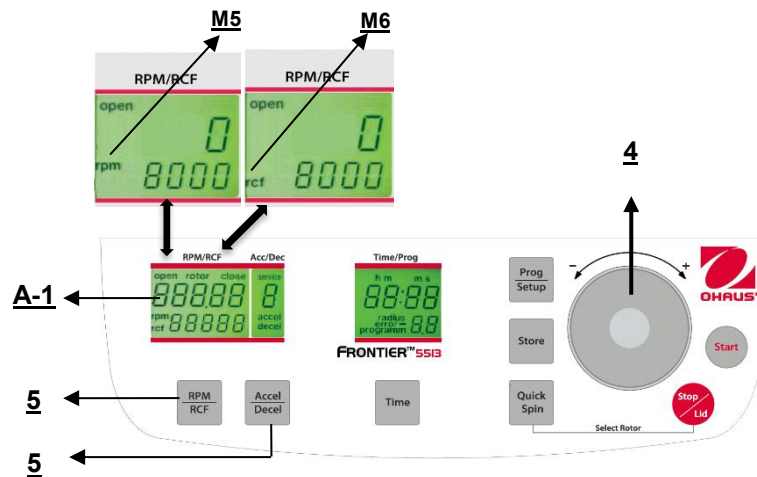 M5
M6
RPM/RCF
RPM/RCF
open
0
rpm
8000
open
0
rcf
8000
4
RPM/RCF
Acc/Dec
open rotor close
service
888.88
8
rpm
rcf
88888
accel
decel
A-1
Time/Prog
h m
m s
88:88
radius
error
programm
8.8
FRONTIER™ 5513
Prog
Setup
−
+
OHAUS®
Store
Start
5
RPM
RCF
Accel
Decel
Time
Quick
Spin
Stop
Lid
Select Rotor
5